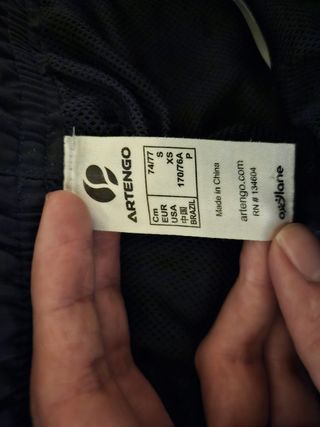 ARTENGO
Cm 74/77
EUR S
USA XS
中国 170/76A
BRAZIL P
Made in China
artengo.com
RN # 134604
oxylane